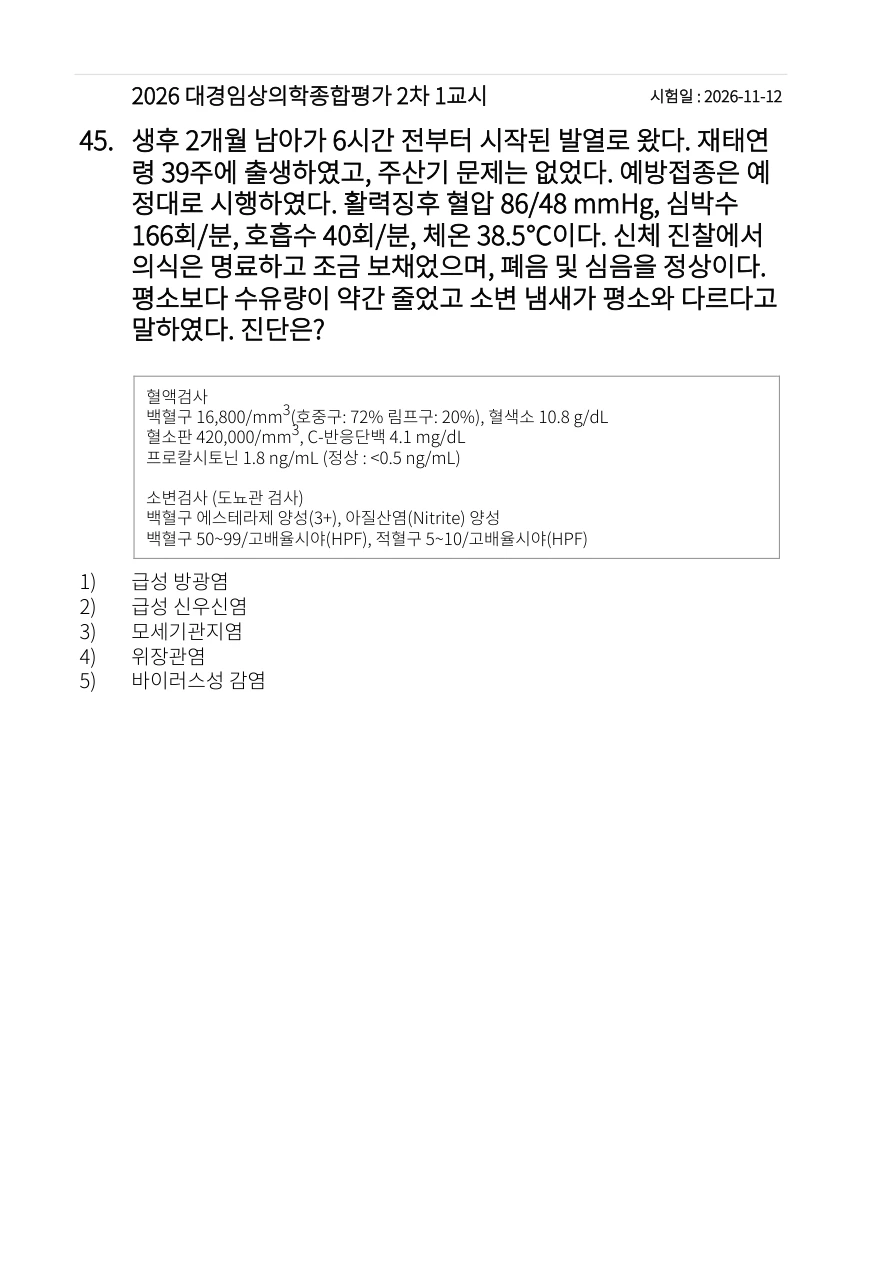 2026 대경임상의학종합평가 2차 1교시
시험일 : 2026-11-12
45. 생후 2개월 남아가 6시간 전부터 시작된 발열로 왔다. 재태연
령 39주에 출생하였고, 주산기 문제는 없었다. 예방접종은 예
정대로 시행하였다. 활력징후 혈압 86/48 mmHg, 심박수
166회/분, 호흡수 40회/분, 체온 38.5℃이다. 신체 진찰에서
의식은 명료하고 조금 보채었으며, 폐음 및 심음을 정상이다.
평소보다 수유량이 약간 줄었고 소변 냄새가 평소와 다르다고
말하였다. 진단은?
혈액검사
백혈구 16,800/mm³(호중구: 72% 림프구: 20%), 혈색소 10.8 g/dL
혈소판 420,000/mm³, C-반응단백 4.1 mg/dL
프로칼시토닌 1.8 ng/mL (정상 : <0.5 ng/mL)
소변검사 (도뇨관 검사)
백혈구 에스테라제 양성(3+), 아질산염(Nitrite) 양성
백혈구 50~99/고배율시야(HPF), 적혈구 5~10/고배율시야(HPF)
1) 급성 방광염
2) 급성 신우신염
3) 모세기관지염
4) 위장관염
5) 바이러스성 감염